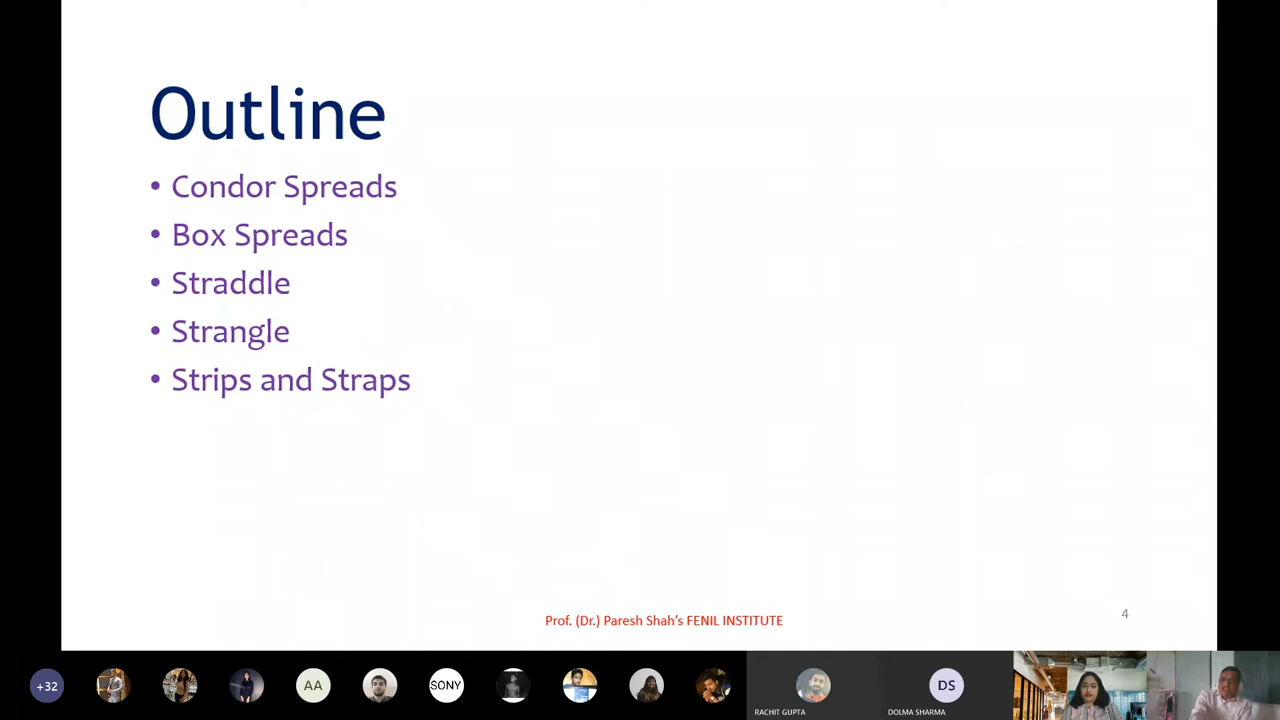 Outline
• Condor Spreads
• Box Spreads
• Straddle
• Strangle
• Strips and Straps
Prof. (Dr.) Paresh Shah's FENIL INSTITUTE
4
+32
AA
SONY
DS
RACHIT GUPTA
DOLMA SHARMA